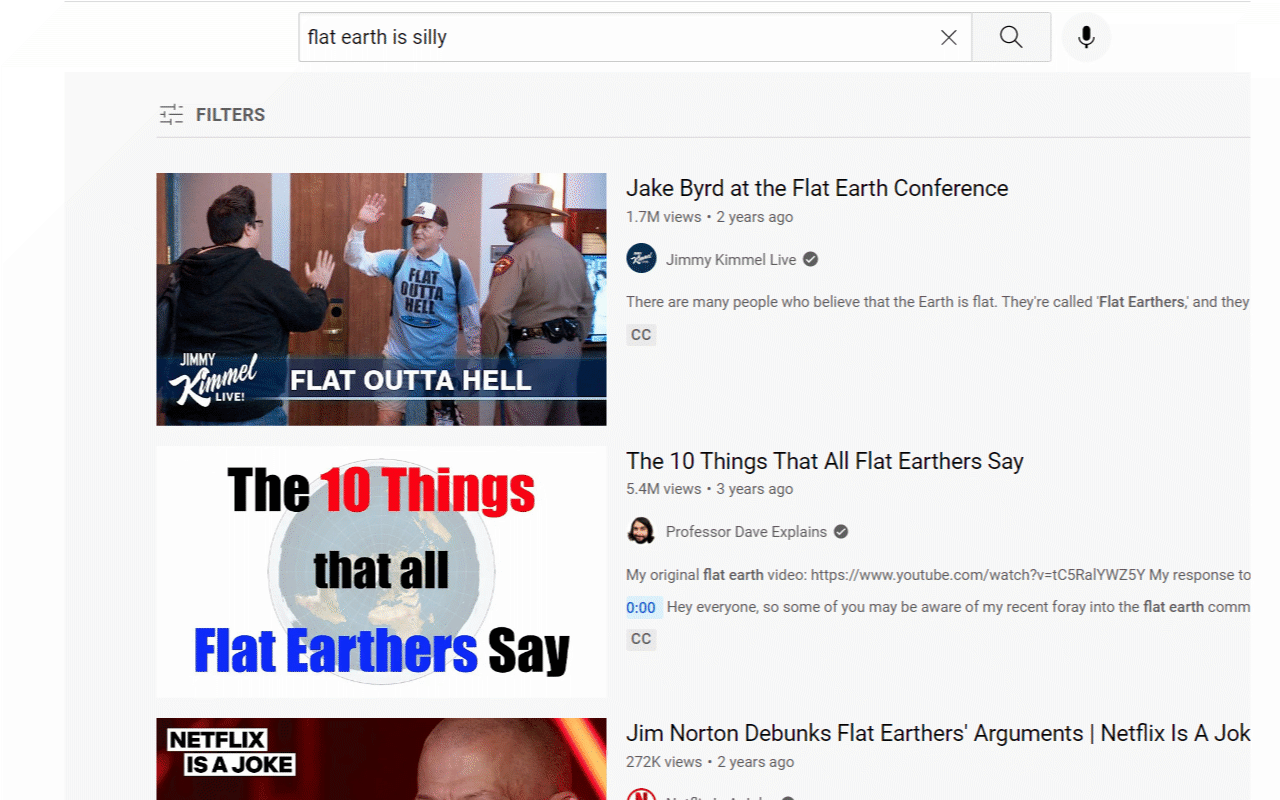 flat earth is silly
FILTERS
FLAT
OUTTA
HELL
JIMMY
Kimmel
LIVE!
FLAT OUTTA HELL
Jake Byrd at the Flat Earth Conference
1.7M views • 2 years ago
Jimmy Kimmel Live
There are many people who believe that the Earth is flat. They're called 'Flat Earthers,' and they
CC
The 10 Things
that all
Flat Earthers Say
The 10 Things That All Flat Earthers Say
5.4M views • 3 years ago
Professor Dave Explains
My original flat earth video: https://www.youtube.com/watch?v=tC5RalYWZ5Y My response to
0:00 Hey everyone, so some of you may be aware of my recent foray into the flat earth comm
CC
NETFLIX
IS A JOKE
Jim Norton Debunks Flat Earthers' Arguments | Netflix Is A Jok
272K views • 2 years ago